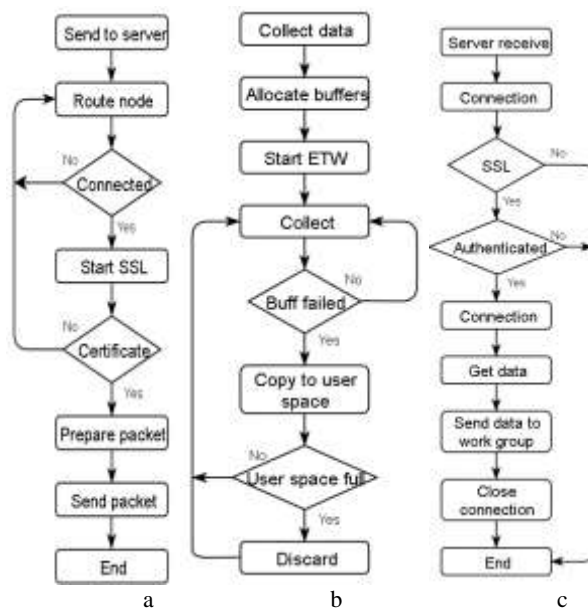 Send to server
Route node
No
Connected
Yes
Start SSL
No
Certificate
Yes
Prepare packet
Send packet
End
a
Collect data
Allocate buffers
Start ETW
Collect
No
Buff failed
Yes
Copy to user
space
No
User space full
Yes
Discard
b
Server receive
Connection
No
SSL
Yes
No
Authenticated
Yes
Connection
Get data
Send data to
work group
Close
connection
End
c